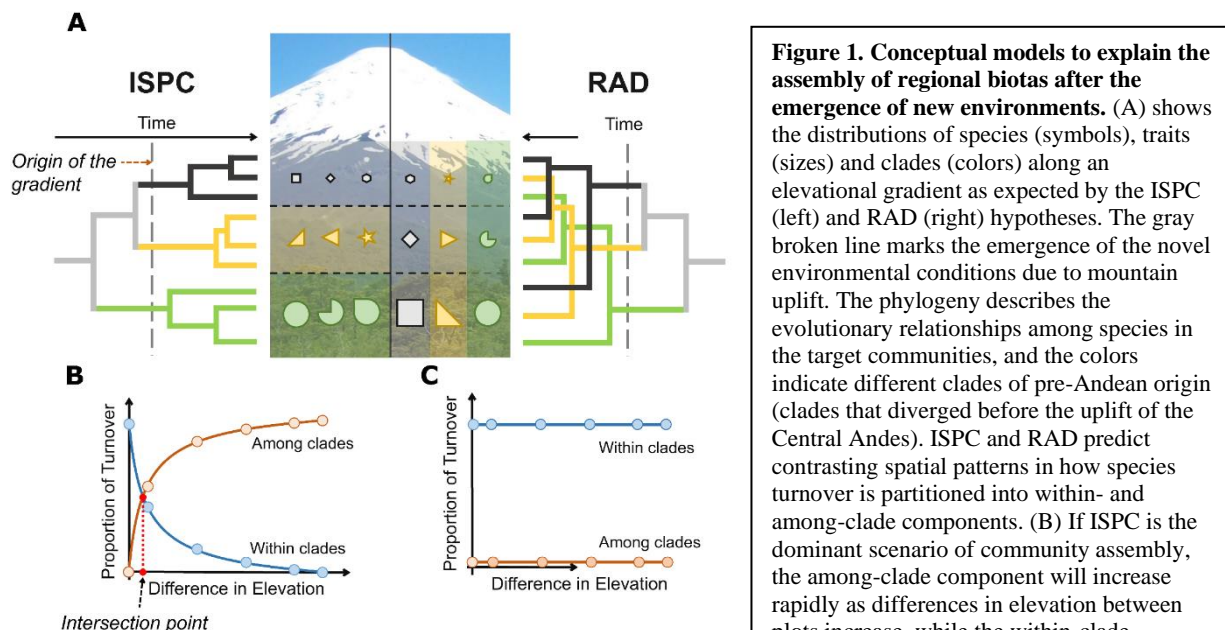 A
ISPC
RAD
Time
Time
Origin of the
gradient
B
C
Proportion of Turnover
Among clades
Within clades
Difference in Elevation
Intersection point
Proportion of Turnover
Within clades
Among clades
Difference in Elevation
Figure 1. Conceptual models to explain the
assembly of regional biotas after the
emergence of new environments. (A) shows
the distributions of species (symbols), traits
(sizes) and clades (colors) along an
elevational gradient as expected by the ISPC
(left) and RAD (right) hypotheses. The gray
broken line marks the emergence of the novel
environmental conditions due to mountain
uplift. The phylogeny describes the
evolutionary relationships among species in
the target communities, and the colors
indicate different clades of pre-Andean origin
(clades that diverged before the uplift of the
Central Andes). ISPC and RAD predict
contrasting spatial patterns in how species
turnover is partitioned into within- and
among-clade components. (B) If ISPC is the
dominant scenario of community assembly,
the among-clade component will increase
rapidly as differences in elevation between
plots increase, while the within-clade